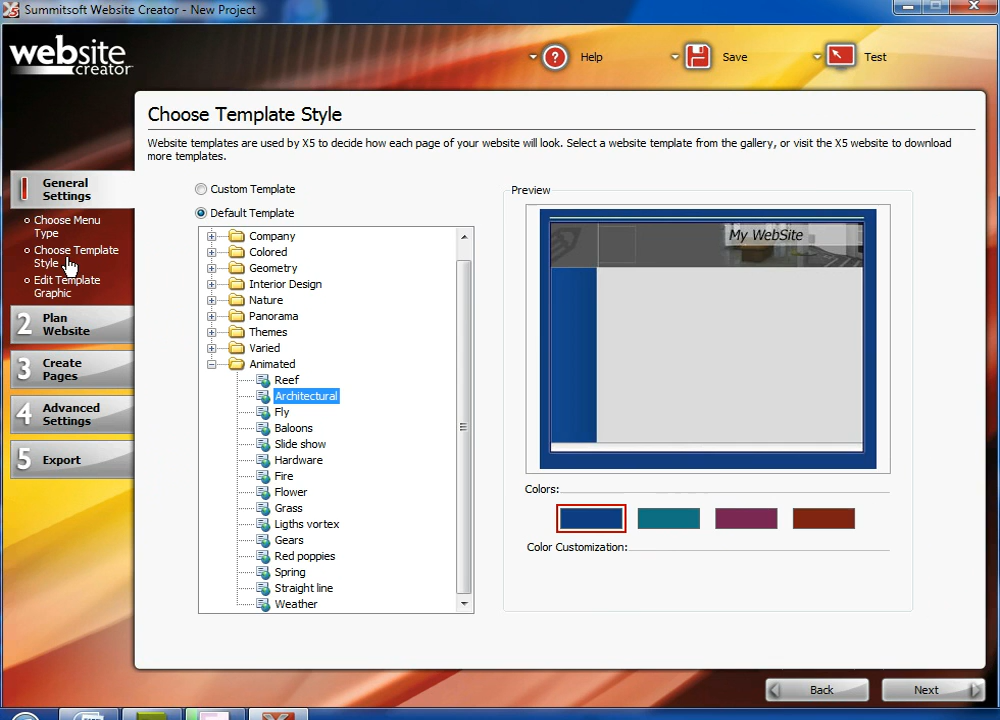 Summitsoft Website Creator - New Project
website
creator
Help
Save
Test
Choose Template Style
Website templates are used by X5 to decide how each page of your website will look. Select a website template from the gallery, or visit the X5 website to download
more templates.
General
Settings
Choose Menu
Type
Choose Template
Style
Edit Template
Graphic
2 Plan
Website
3 Create
Pages
4 Advanced
Settings
5 Export
Custom Template
Default Template
Company
Colored
Geometry
Interior Design
Nature
Panorama
Themes
Varied
Animated
Reef
Architectural
Fly
Baloons
Slide show
Hardware
Fire
Flower
Grass
Ligths vortex
Gears
Red poppies
Spring
Straight line
Weather
Preview
My WebSite
Colors:
Color Customization:
Back
Next